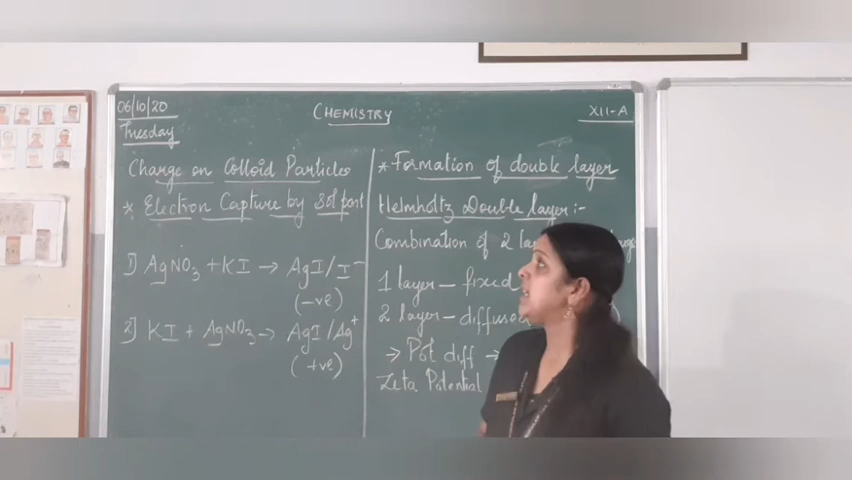 06/10/20
Tuesday
CHEMISTRY
XII-A
Charge on Colloid Particles
* Electron Capture by Sol part
1) AgNO3 + KI → AgI/I⁻
(-ve)
2) KI + AgNO3 → AgI/Ag⁺
(+ve)
* Formation of double layer
Helmholtz Double layer :-
Combination of 2
1 layer – fixed
2 layer – diffused
→ Pot diff →
Zeta Potential